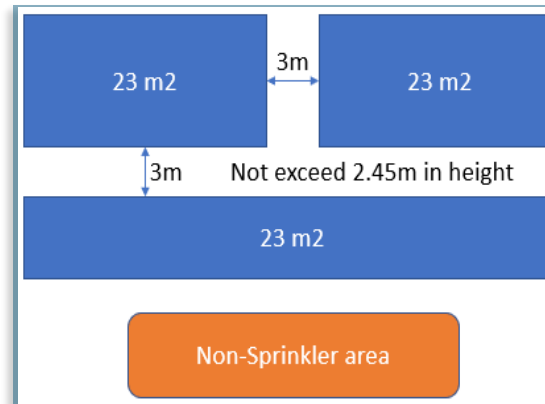 3m
23 m2
23 m2
3m
Not exceed 2.45m in height
23 m2
Non-Sprinkler area